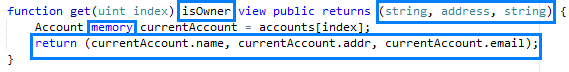 function get(uint index) isOwner view public returns (string, address, string) {
    Account memory currentAccount = accounts[index];
    return (currentAccount.name, currentAccount.addr, currentAccount.email);
}